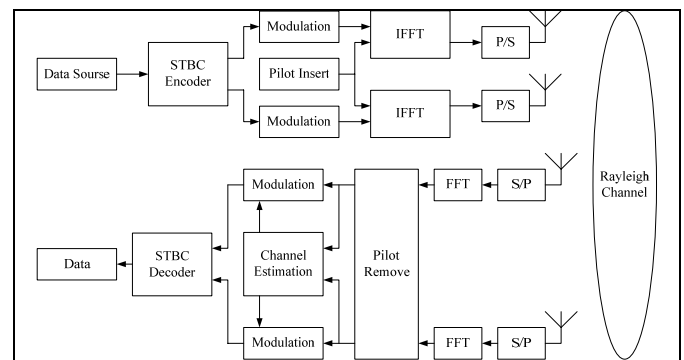 Modulation
IFFT
P/S
STBC
Encoder
Data Sourse
Pilot Insert
Modulation
IFFT
P/S
Rayleigh
Channel
Modulation
FFT
S/P
STBC
Decoder
Data
Channel
Estimation
Pilot
Remove
Modulation
FFT
S/P